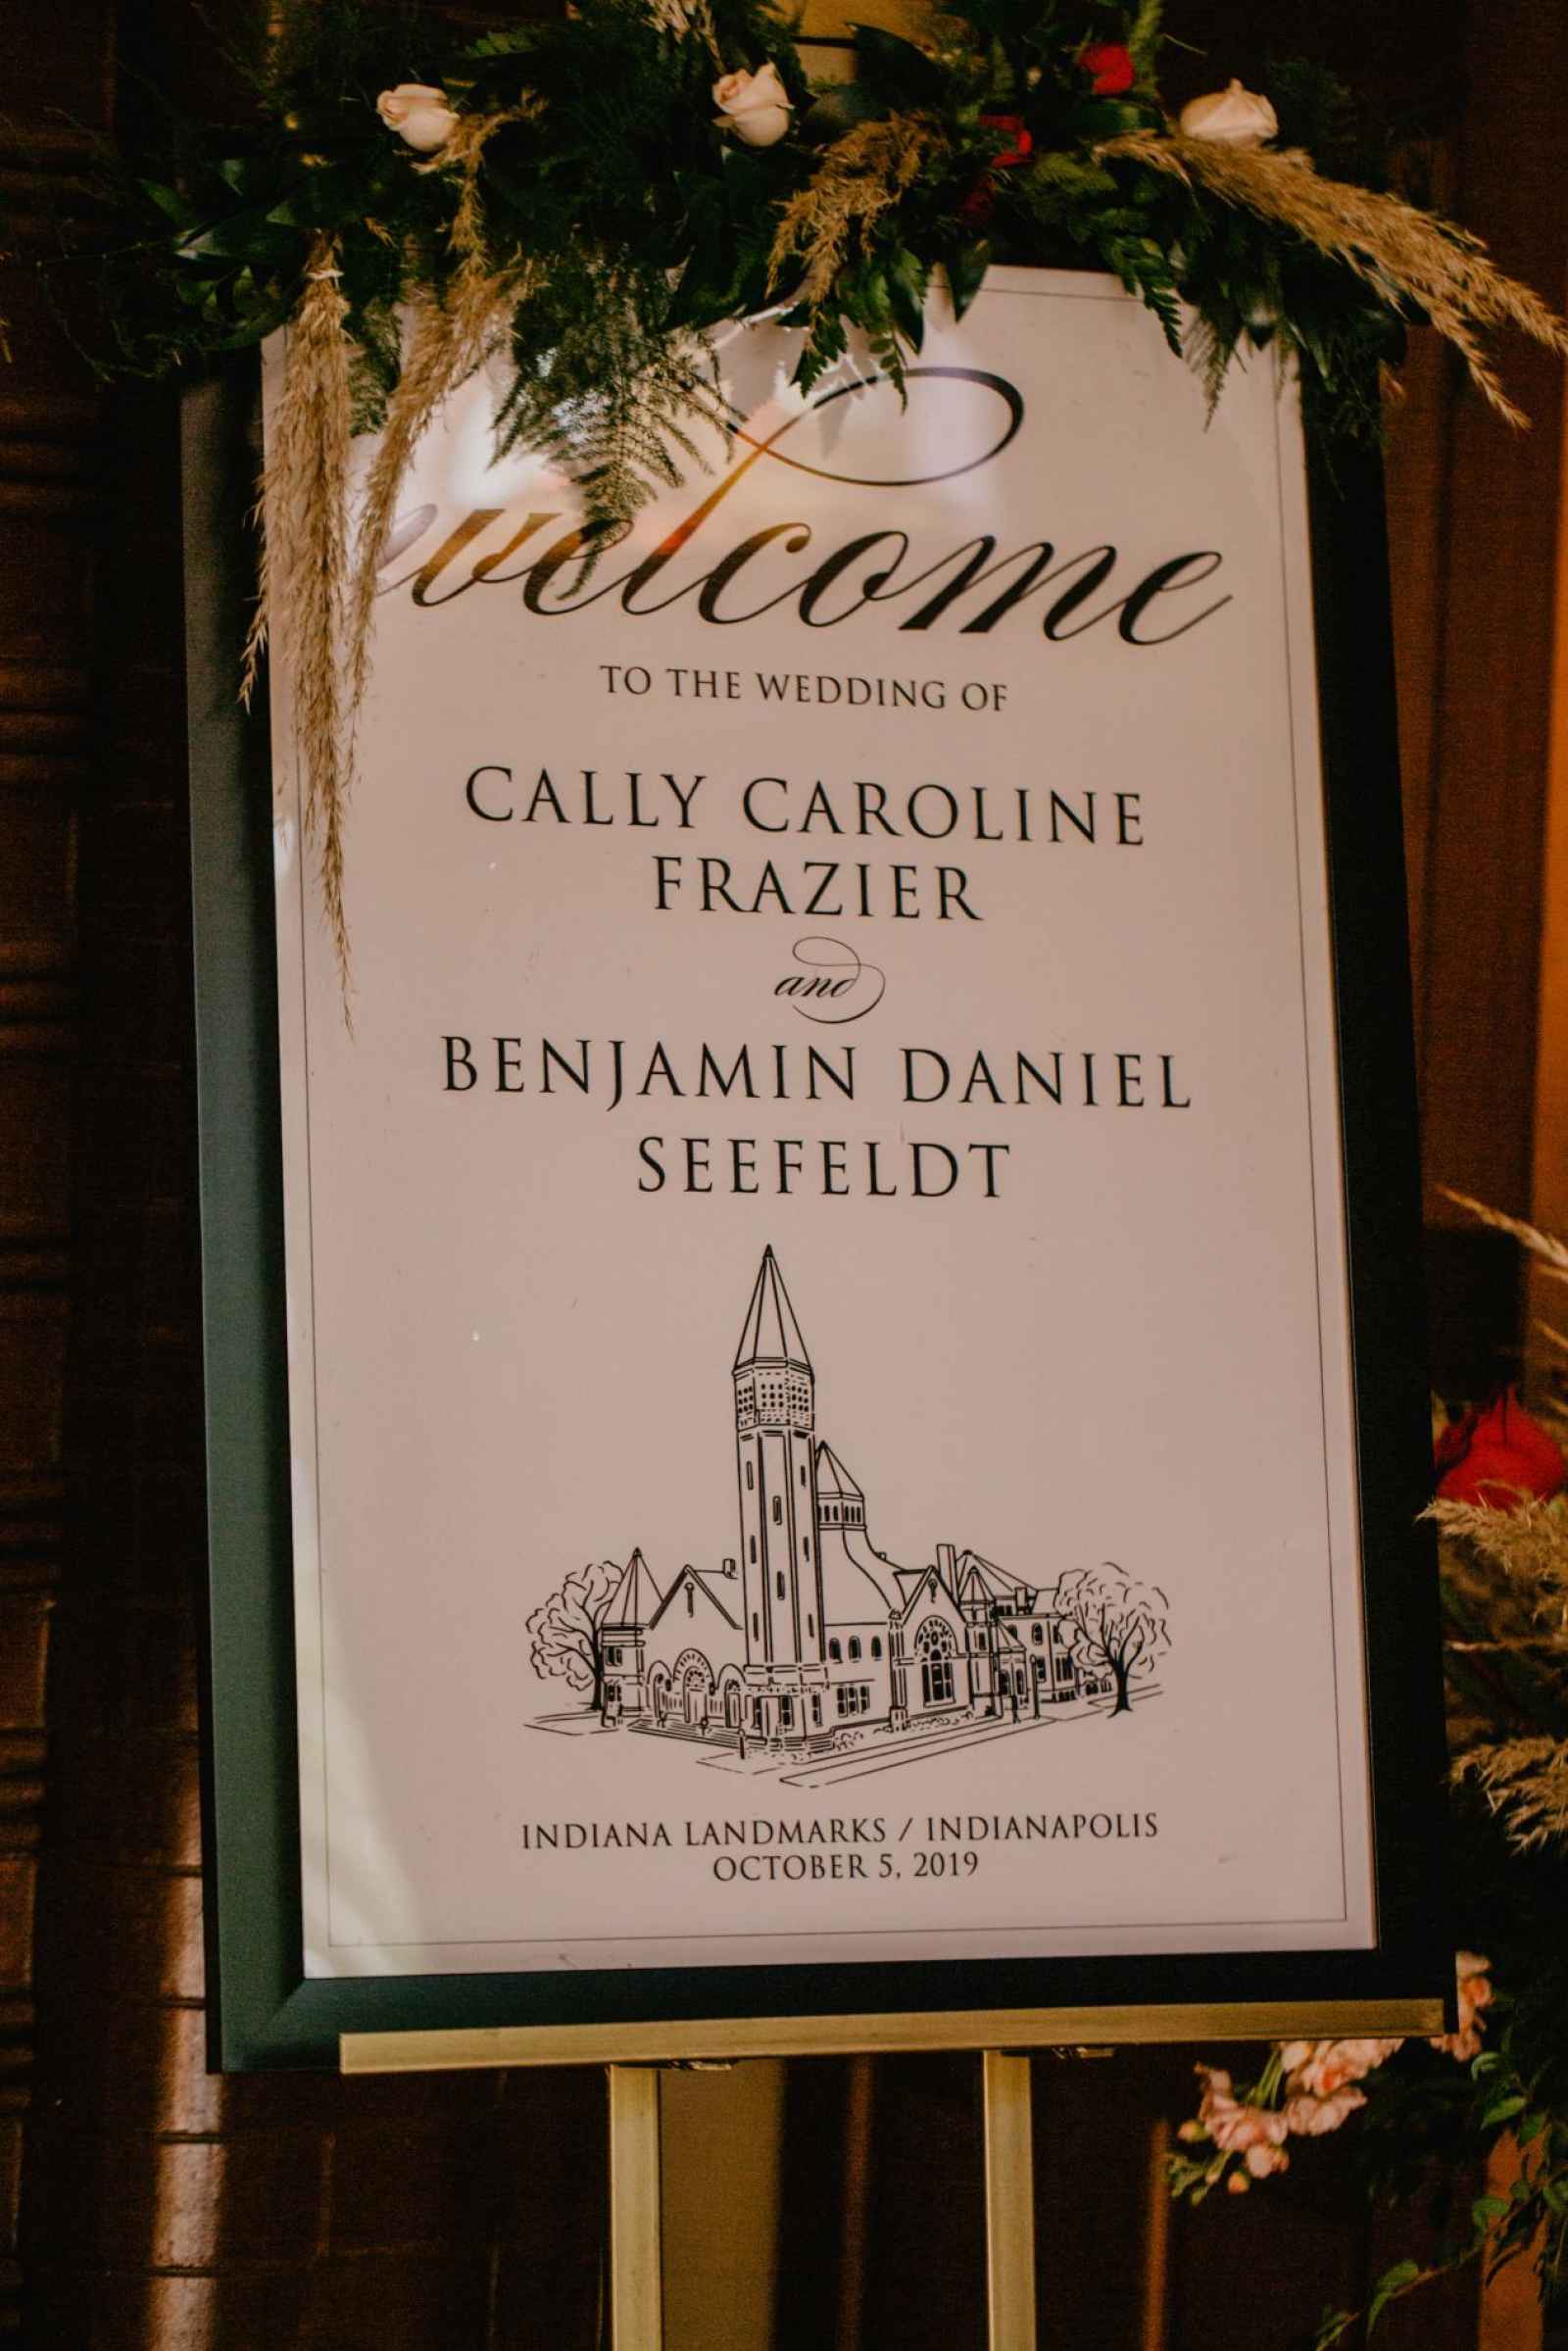 welcome
TO THE WEDDING OF
CALLY CAROLINE
FRAZIER
and
BENJAMIN DANIEL
SEEFELDT
INDIANA LANDMARKS / INDIANAPOLIS
OCTOBER 5, 2019